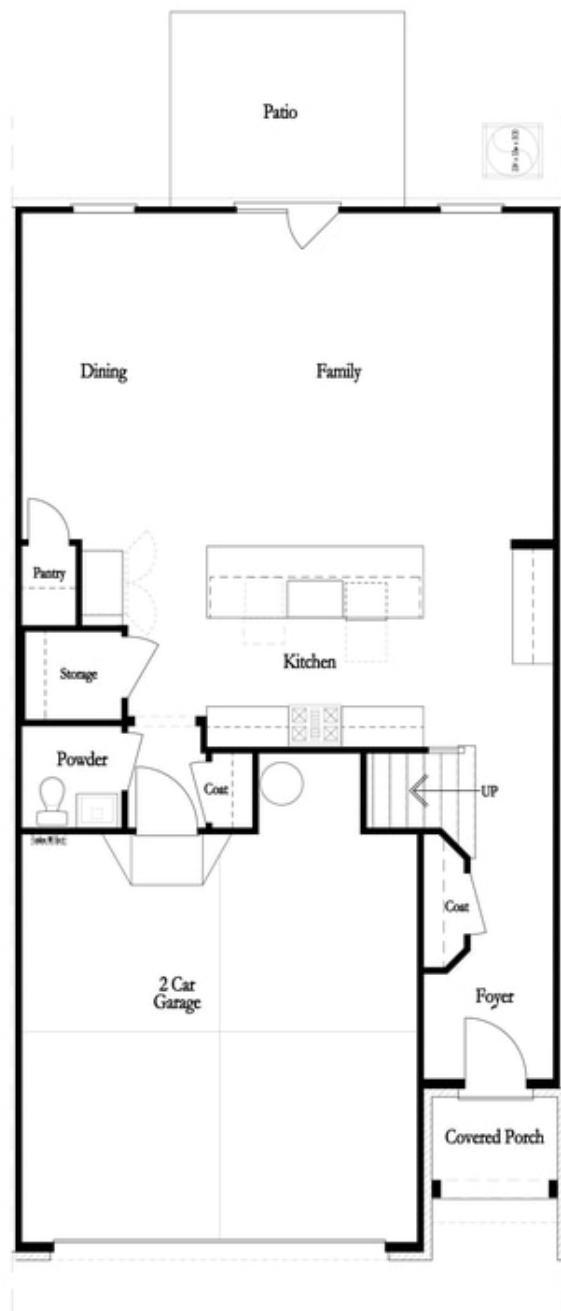 Patio
Dining
Family
Pantry
Kitchen
Storage
Powder
Coat
UP
Coat
2 Car
Garage
Foyer
Covered Porch